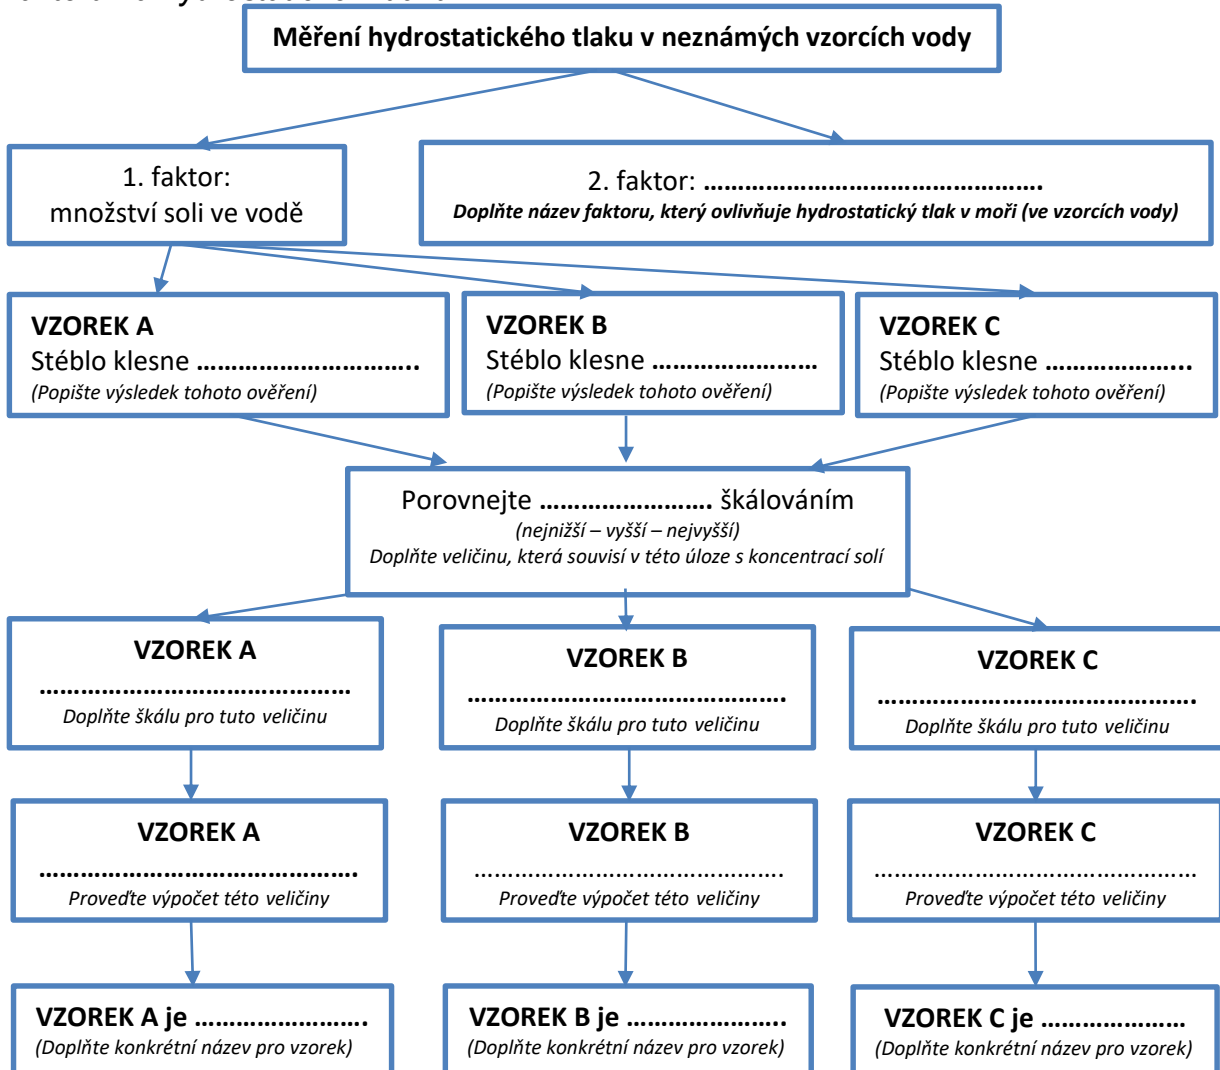 Měření hydrostatického tlaku v neznámých vzorcích vody
1. faktor:
množství soli ve vodě
2. faktor: ………………………………………….
Doplňte název faktoru, který ovlivňuje hydrostatický tlak v moři (ve vzorcích vody)
VZOREK A
Stéblo klesne …………………………..
(Popište výsledek tohoto ověření)
VZOREK B
Stéblo klesne ……………………
(Popište výsledek tohoto ověření)
VZOREK C
Stéblo klesne …………………...
(Popište výsledek tohoto ověření)
Porovnejte ……………………. škálováním
(nejnižší – vyšší – nejvyšší)
Doplňte veličinu, která souvisí v této úloze s koncentrací solí
VZOREK A
………………………………………
Doplňte škálu pro tuto veličinu
VZOREK B
……………………………………….
Doplňte škálu pro tuto veličinu
VZOREK C
……………………………………….
Doplňte škálu pro tuto veličinu
VZOREK A
……………………………………….
Proveďte výpočet této veličiny
VZOREK B
……………………………………….
Proveďte výpočet této veličiny
VZOREK C
………………………………………
Proveďte výpočet této veličiny
VZOREK A je …………………….
(Doplňte konkrétní název pro vzorek)
VZOREK B je …………………..
(Doplňte konkrétní název pro vzorek)
VZOREK C je …………………
(Doplňte konkrétní název pro vzorek)